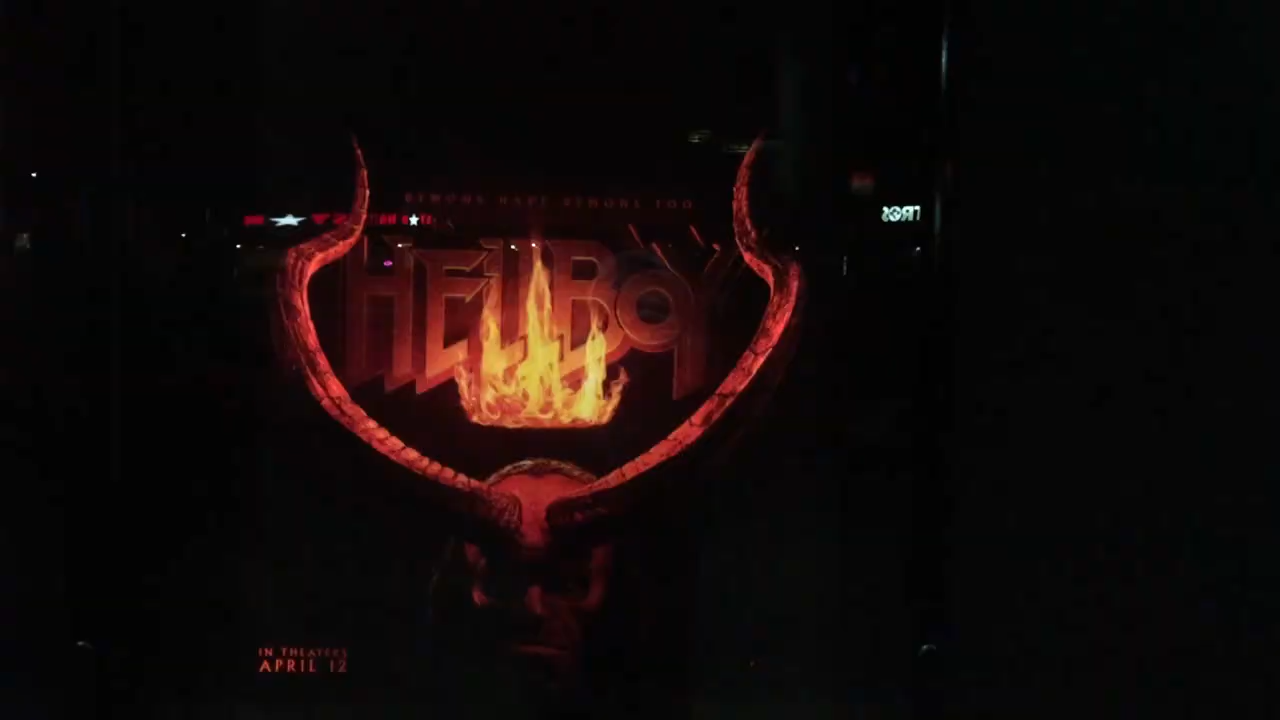 DEMONS HAVE DEMONS TOO
HELLBOY
IN THEATERS
APRIL 12